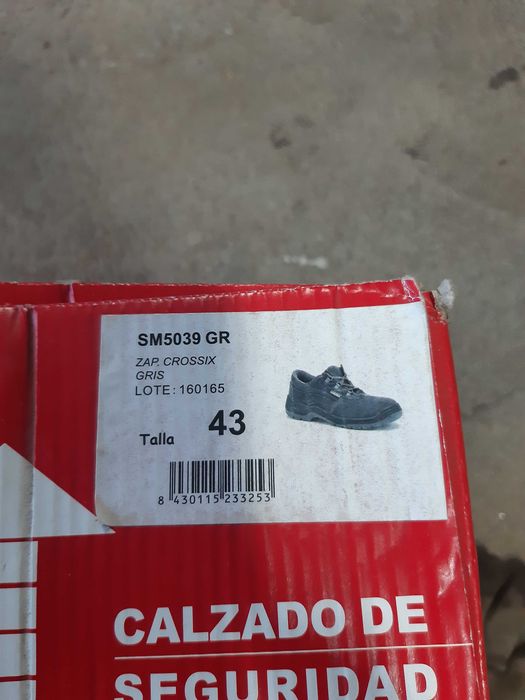 SM5039 GR
ZAP. CROSSIX
GRIS
LOTE: 160165
Talla 43
8 430115 233253
CALZADO DE
SEGURIDAD